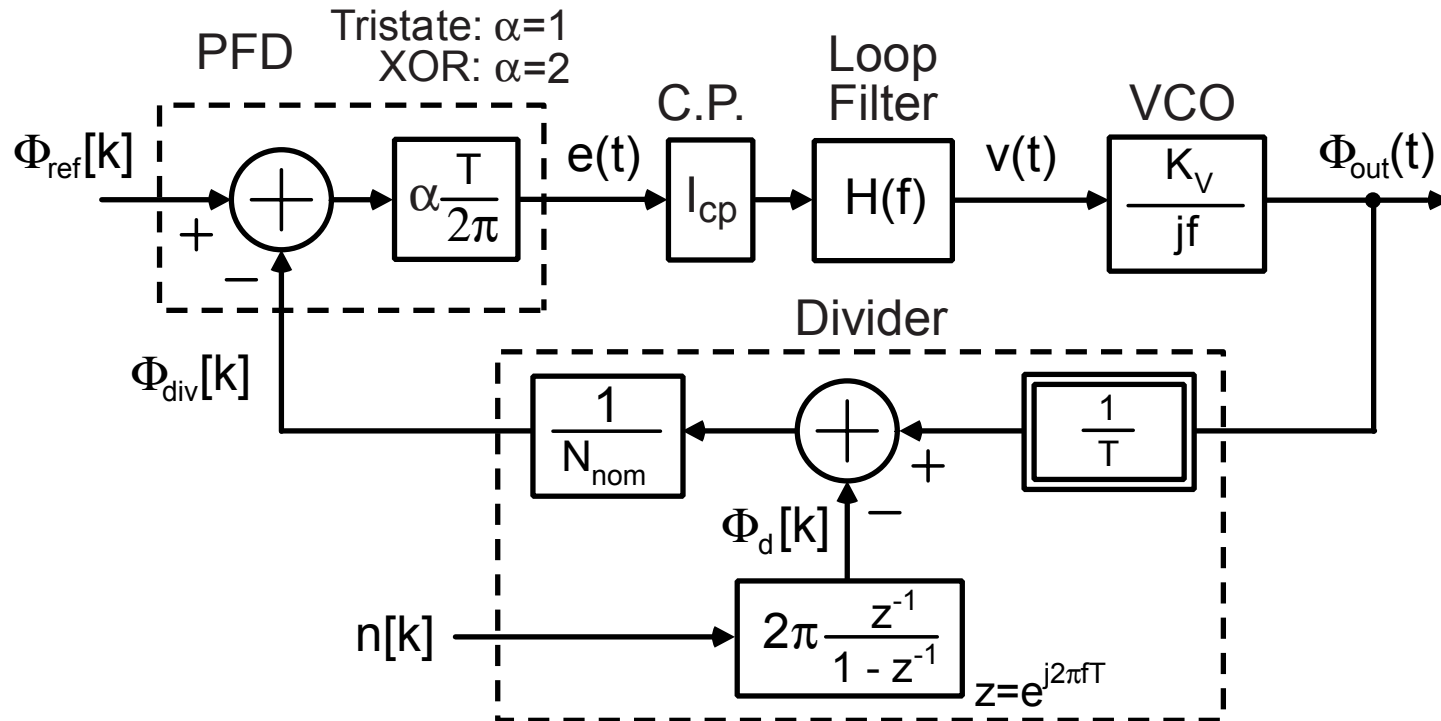 Tristate: α=1
PFD
XOR: α=2
Loop
C.P.
Filter
VCO
Φref[k]
+
+
−
α T/2π
e(t)
Icp
H(f)
v(t)
KV/jf
Φout(t)
Divider
Φdiv[k]
1/Nnom
+
+
−
1/T
Φd[k]
n[k]
2π z⁻¹/1 - z⁻¹
z=e^j2πfT